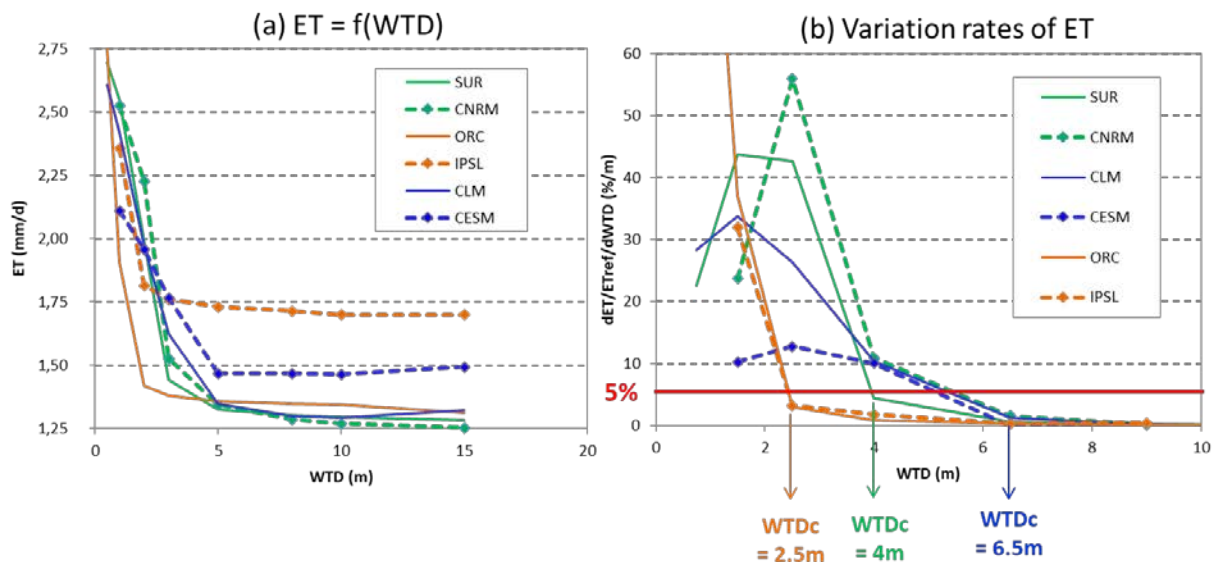 (a) ET = f(WTD)
2,75
2,50
2,25
2,00
1,75
1,50
1,25
ET (mm/d)
SUR
CNRM
ORC
IPSL
CLM
CESM
0
5
10
15
20
WTD (m)
(b) Variation rates of ET
60
50
40
30
20
10
0
dET/ETref/dWTD (%/m)
5%
SUR
CNRM
CLM
CESM
ORC
IPSL
0
2
4
6
8
10
WTD (m)
WTDc
= 2.5m
WTDc
= 4m
WTDc
= 6.5m